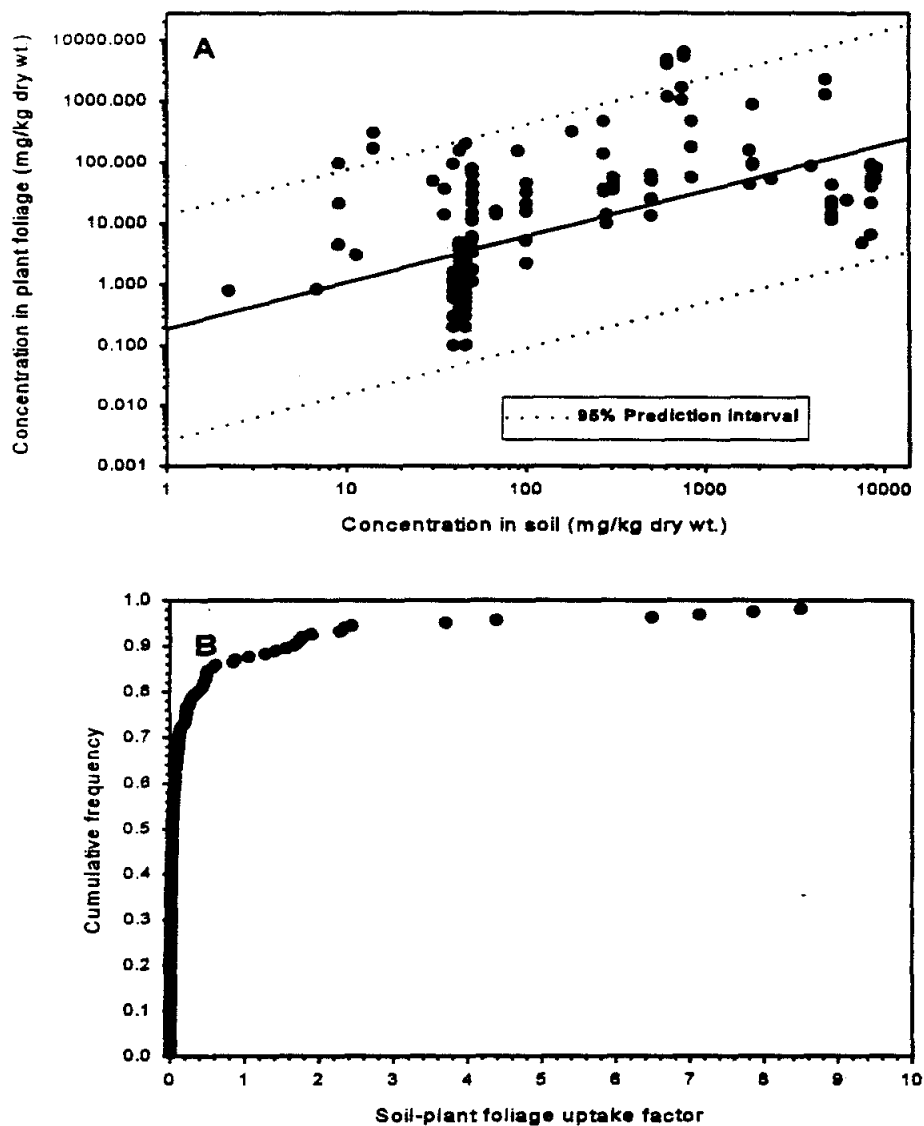 A
Concentration in plant foliage (mg/kg dry wt.)
10000.000
1000.000
100.000
10.000
1.000
0.100
0.010
0.001
95% Prediction interval
1 10 100 1000 10000
Concentration in soil (mg/kg dry wt.)
B
Cumulative frequency
1.0
0.9
0.8
0.7
0.6
0.5
0.4
0.3
0.2
0.1
0.0
0 1 2 3 4 5 6 7 8 9 10
Soil-plant foliage uptake factor